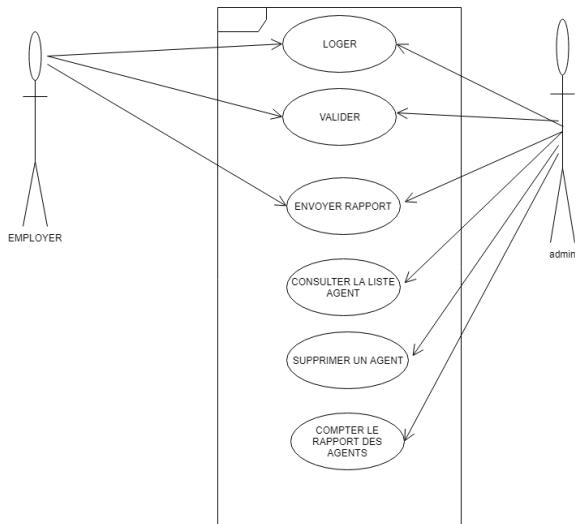 LOGER
VALIDER
ENVOYER RAPPORT
EMPLOYER
admin
CONSULTER LA LISTE
AGENT
SUPPRIMER UN AGENT
COMPTER LE
RAPPORT DES
AGENTS